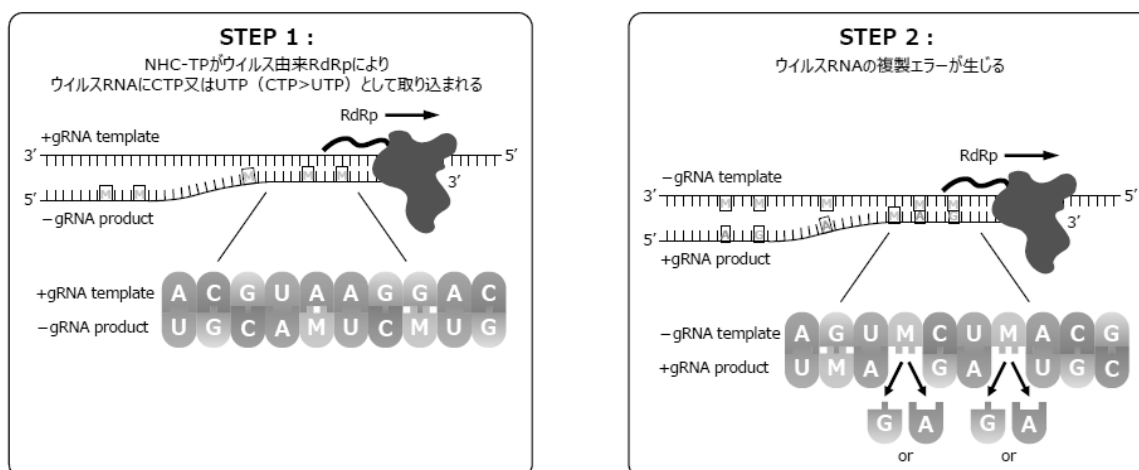 STEP 1：
NHC-TPがウイルス由来RdRpにより
ウイルスRNAにCTP又はUTP（CTP>UTP）として取り込まれる
RdRp
+gRNA template
3′
5′
M M M M M
3′
5′
−gRNA product
+gRNA template
A C G U A A G G A C
−gRNA product
U G C A M U C M U G
STEP 2：
ウイルスRNAの複製エラーが生じる
RdRp
−gRNA template
3′
5′
M M M M M
A G A M A G
3′
5′
+gRNA product
−gRNA template
A G U M C U M A C G
+gRNA product
U M A G A U G C
G A G A
or or